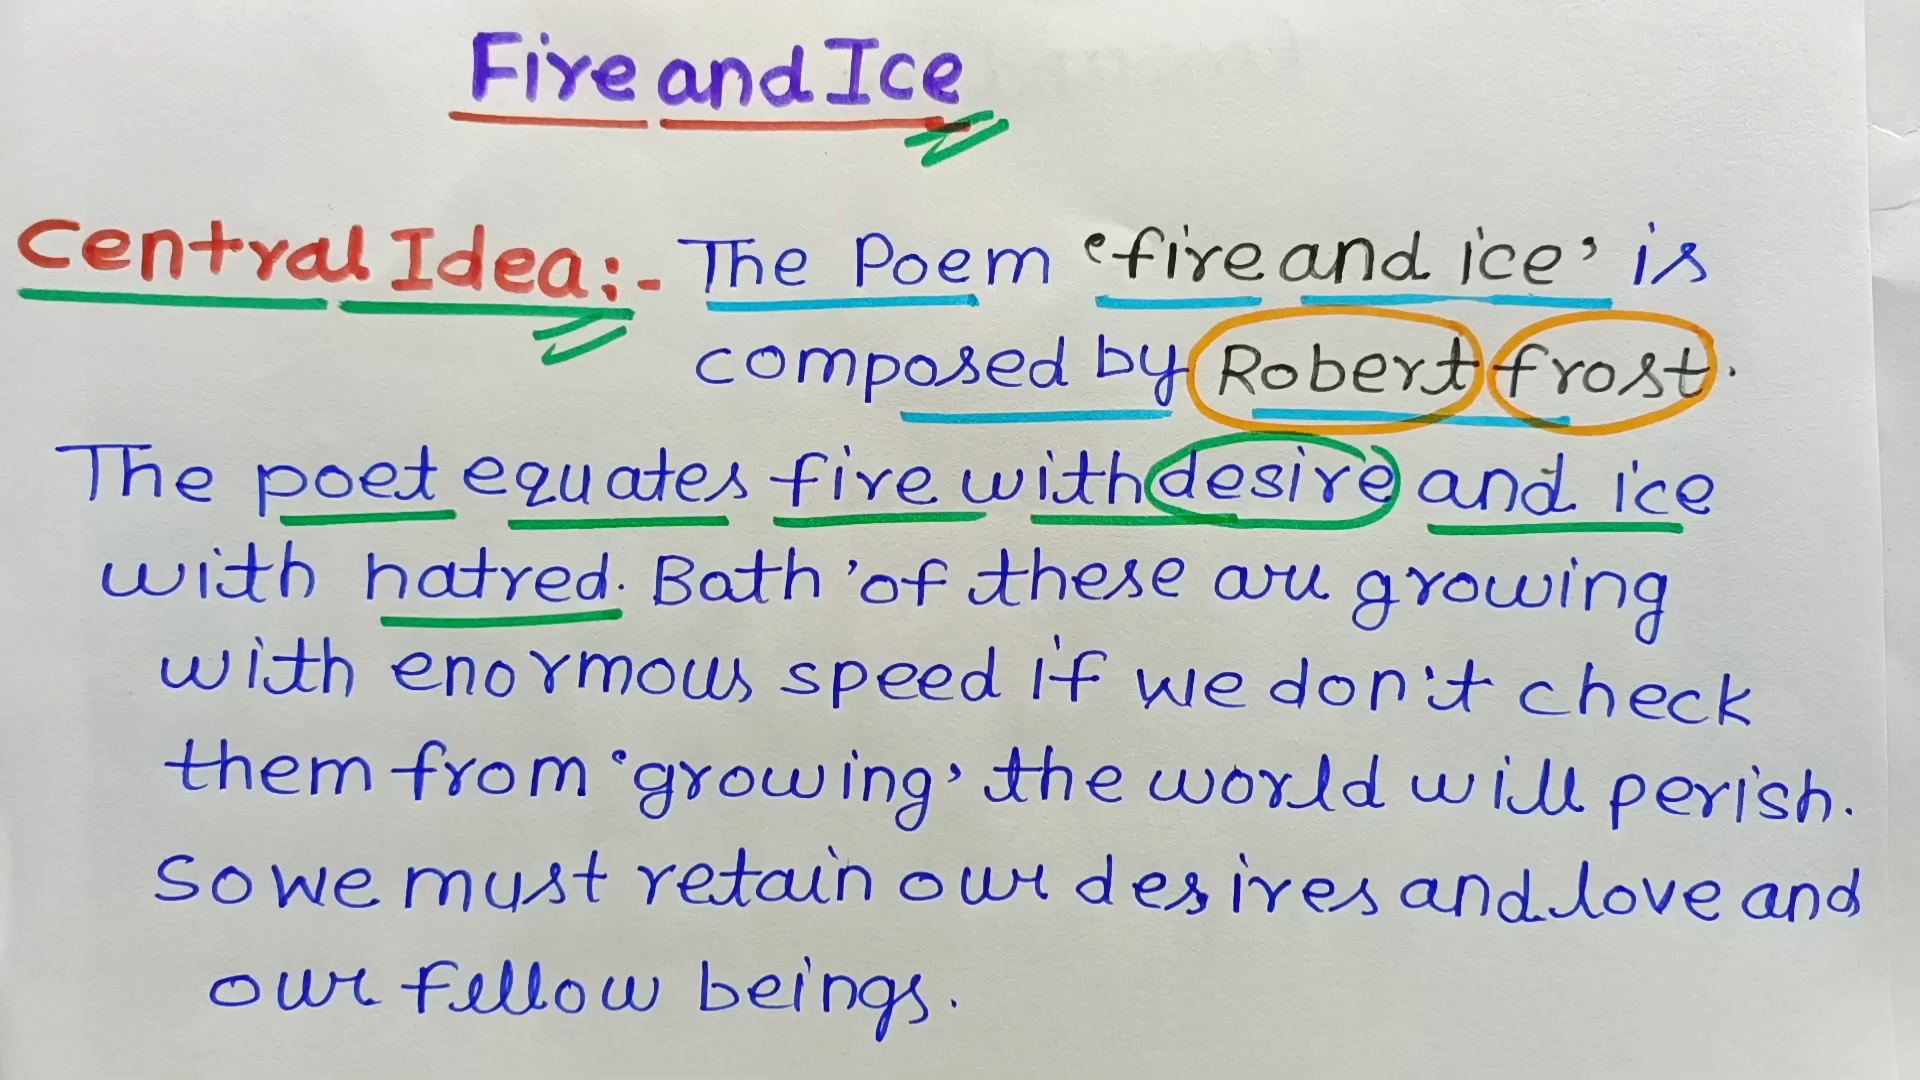 Fire and Ice
Central Idea:- The Poem ‘fire and ice’ is
composed by Robert frost.
The poet equates fire with desire and ice
with hatred. Bath 'of these are growing
with enormous speed if we don't check
them from ‘growing’ the world will perish.
So we must retain our desires and love and
our fellow beings.